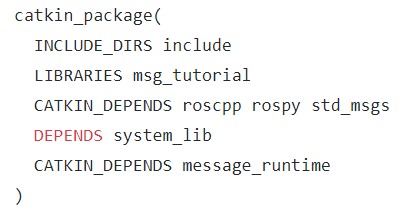 catkin_package(
  INCLUDE_DIRS include
  LIBRARIES msg_tutorial
  CATKIN_DEPENDS roscpp rospy std_msgs
  DEPENDS system_lib
  CATKIN_DEPENDS message_runtime
)